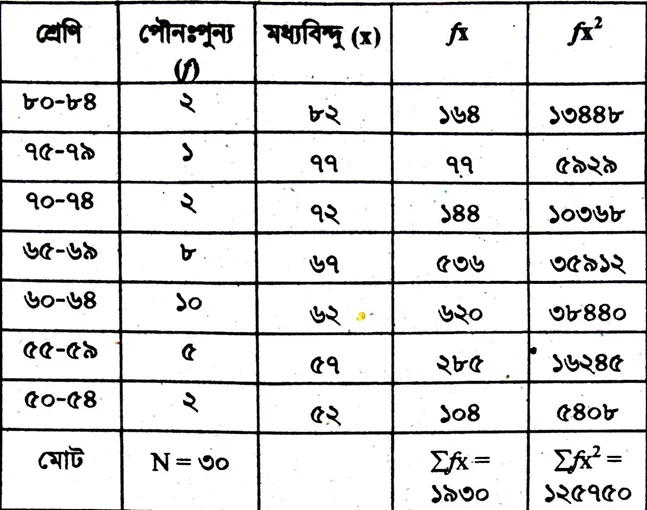 শ্রেণি পৌনঃপুন্য (f) মধ্যবিন্দু (x) fx fx²
৮০-৮৪ ২ ৮২ ১৬৪ ১৩৪৪৮
৭৫-৭৯ ১ ৭৭ ৭৭ ৫৯২৯
৭০-৭৪ ২ ৭২ ১৪৪ ১০৩৬৮
৬৫-৬৯ ৮ ৬৭ ৫৩৬ ৩৫৯১২
৬০-৬৪ ১০ ৬২ ৬২০ ৩৮৪৪০
৫৫-৫৯ ৫ ৫৭ ২৮৫ ১৬২৪৫
৫০-৫৪ ২ ৫২ ১০৪ ৫৪০৮
মোট N = ৩০ ∑fx = ১৯৩০ ∑fx² = ১২৫৭৫০